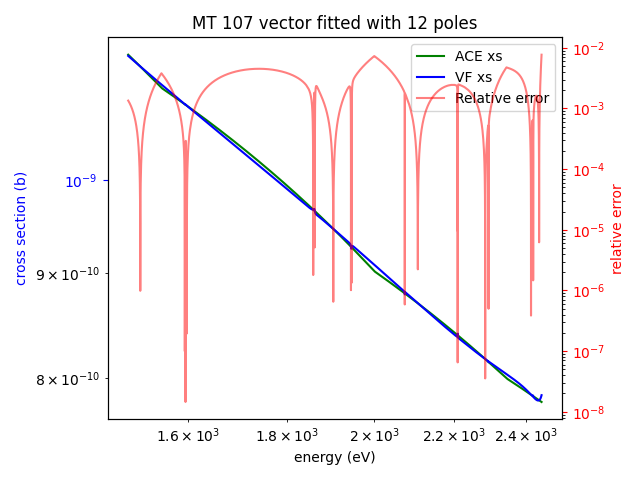 MT 107 vector fitted with 12 poles
ACE xs
VF xs
Relative error
cross section (b)
10⁻⁹
9 × 10⁻¹⁰
8 × 10⁻¹⁰
10⁻²
10⁻³
10⁻⁴
10⁻⁵
10⁻⁶
10⁻⁷
10⁻⁸
relative error
1.6 × 10³ 1.8 × 10³ 2 × 10³ 2.2 × 10³ 2.4 × 10³
energy (eV)